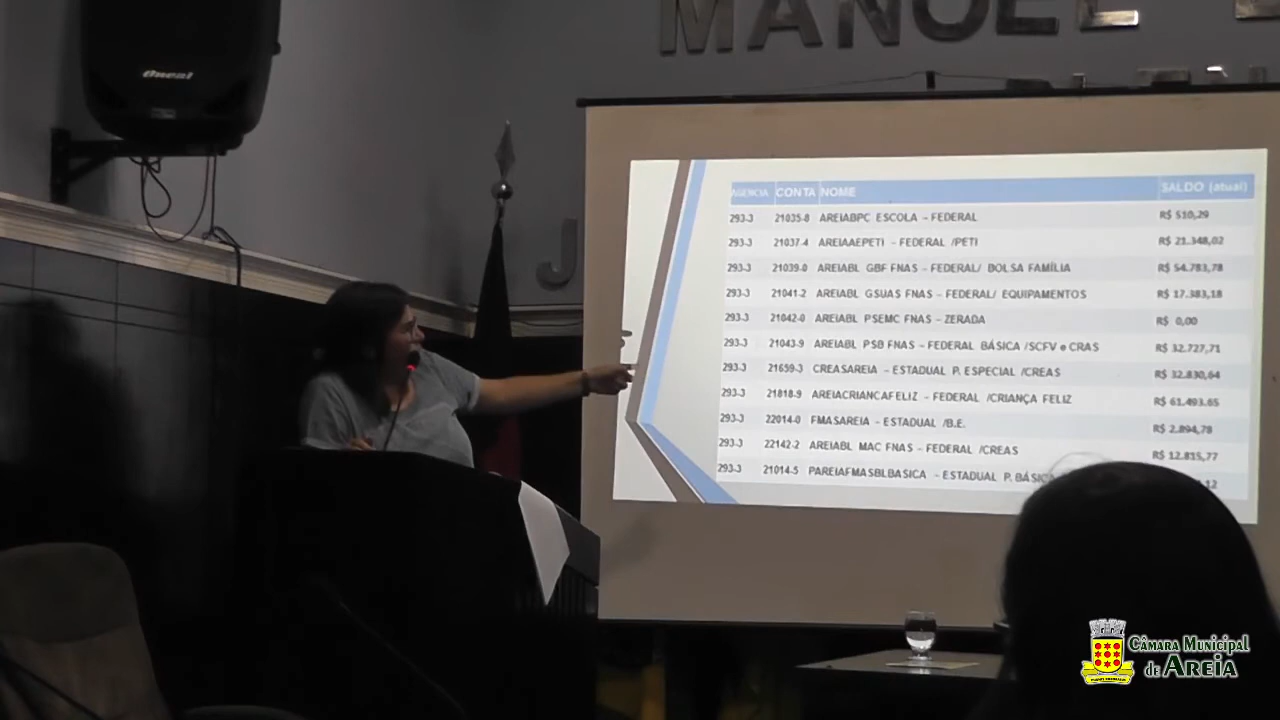 MANOEL
Oneal
J
AGENCIA CONTA NOME SALDO (atual)
293-3 21035-8 AREIABPC ESCOLA – FEDERAL R$ 510,29
293-3 21037-4 AREIAAEPETI – FEDERAL /PETI R$ 21.348,02
293-3 21039-0 AREIABL GBF FNAS – FEDERAL/ BOLSA FAMÍLIA R$ 54.783,78
293-3 21041-2 AREIABL GSUAS FNAS – FEDERAL/ EQUIPAMENTOS R$ 17.383,18
293-3 21042-0 AREIABL PSEMC FNAS – ZERADA R$ 0,00
293-3 21043-9 AREIABL PSB FNAS – FEDERAL BÁSICA /SCFV e CRAS R$ 32.727,71
293-3 21659-3 CREASAREIA – ESTADUAL P. ESPECIAL /CREAS R$ 32.830,64
293-3 21818-9 AREIACRIANCAFELIZ – FEDERAL /CRIANÇA FELIZ R$ 61.493.65
293-3 22014-0 FMASAREIA – ESTADUAL /B.E. R$ 2.894,78
293-3 22142-2 AREIABL MAC FNAS – FEDERAL /CREAS R$ 12.815,77
293-3 21014-5 PAREIAFMASBLBASICA – ESTADUAL P. BÁSIC
Câmara Municipal
de Areia